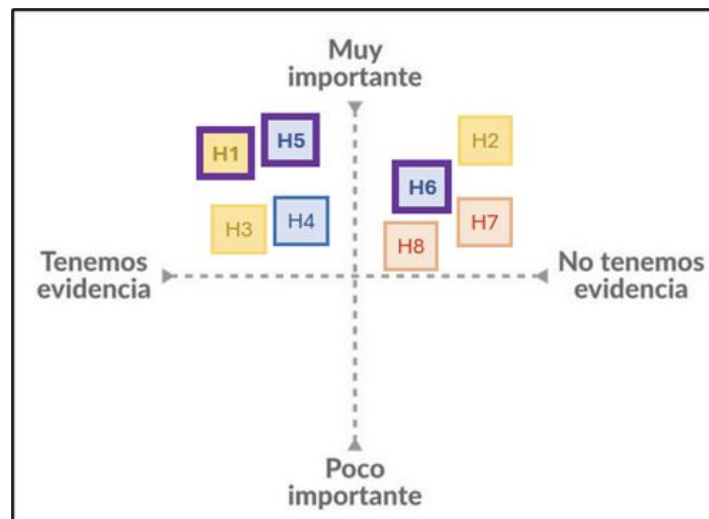 Muy
importante
H1
H5
H2
H6
H3
H4
H7
H8
Tenemos
evidencia
No tenemos
evidencia
Poco
importante